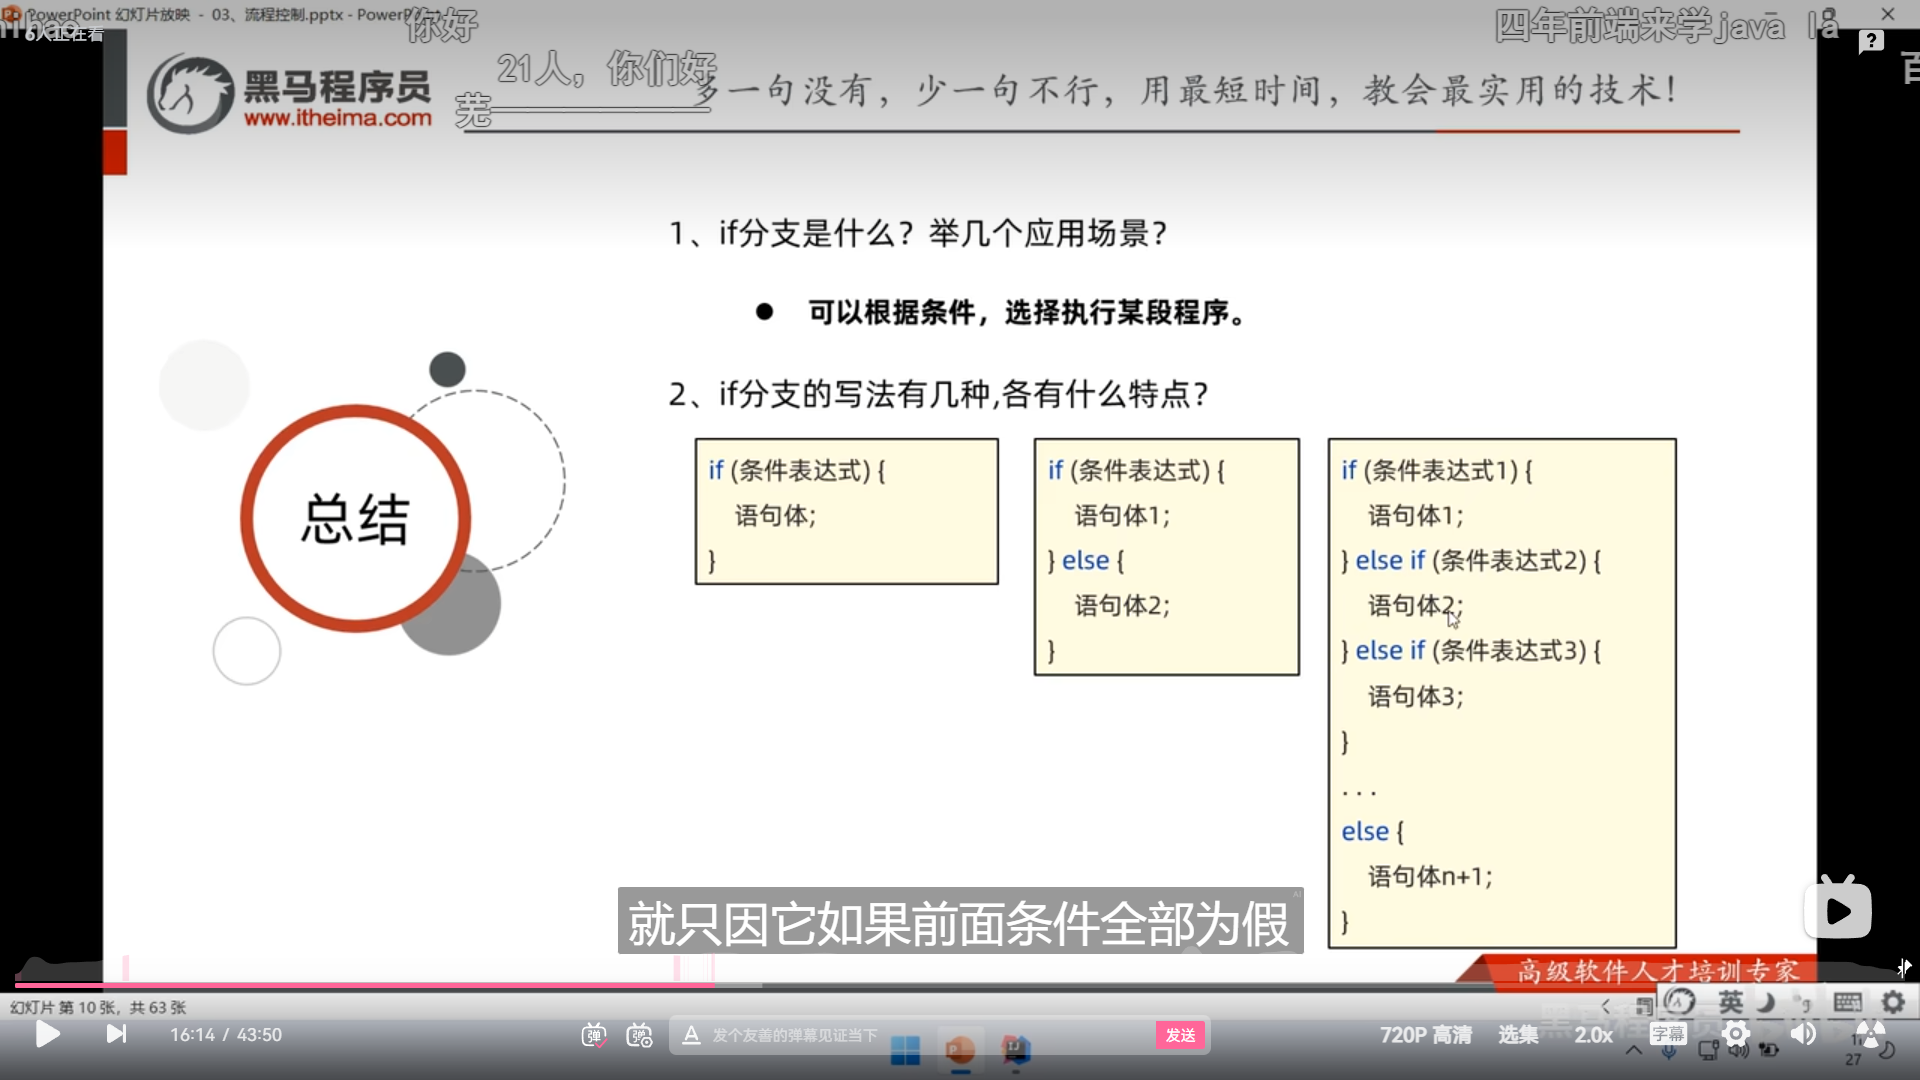 PowerPoint 幻灯片放映 - 03、流程控制.pptx - PowerPoint
6人正在看
你好
四年前端来学java
la
21人，你们好
芜——————
黑马程序员
www.itheima.com
多一句没有，少一句不行，用最短时间，教会最实用的技术！
1、if分支是什么？举几个应用场景？
● 可以根据条件，选择执行某段程序。
2、if分支的写法有几种,各有什么特点？
总结
if (条件表达式) {
语句体;
}
if (条件表达式) {
语句体1;
} else {
语句体2;
}
if (条件表达式1) {
语句体1;
} else if (条件表达式2) {
语句体2;
} else if (条件表达式3) {
语句体3;
}
. . .
else {
语句体n+1;
}
就只因它如果前面条件全部为假
高级软件人才培训专家
幻灯片 第 10 张，共 63 张
英
16:14 / 43:50
发个友善的弹幕见证当下
发送
720P 高清
选集
2.0x
字幕
27